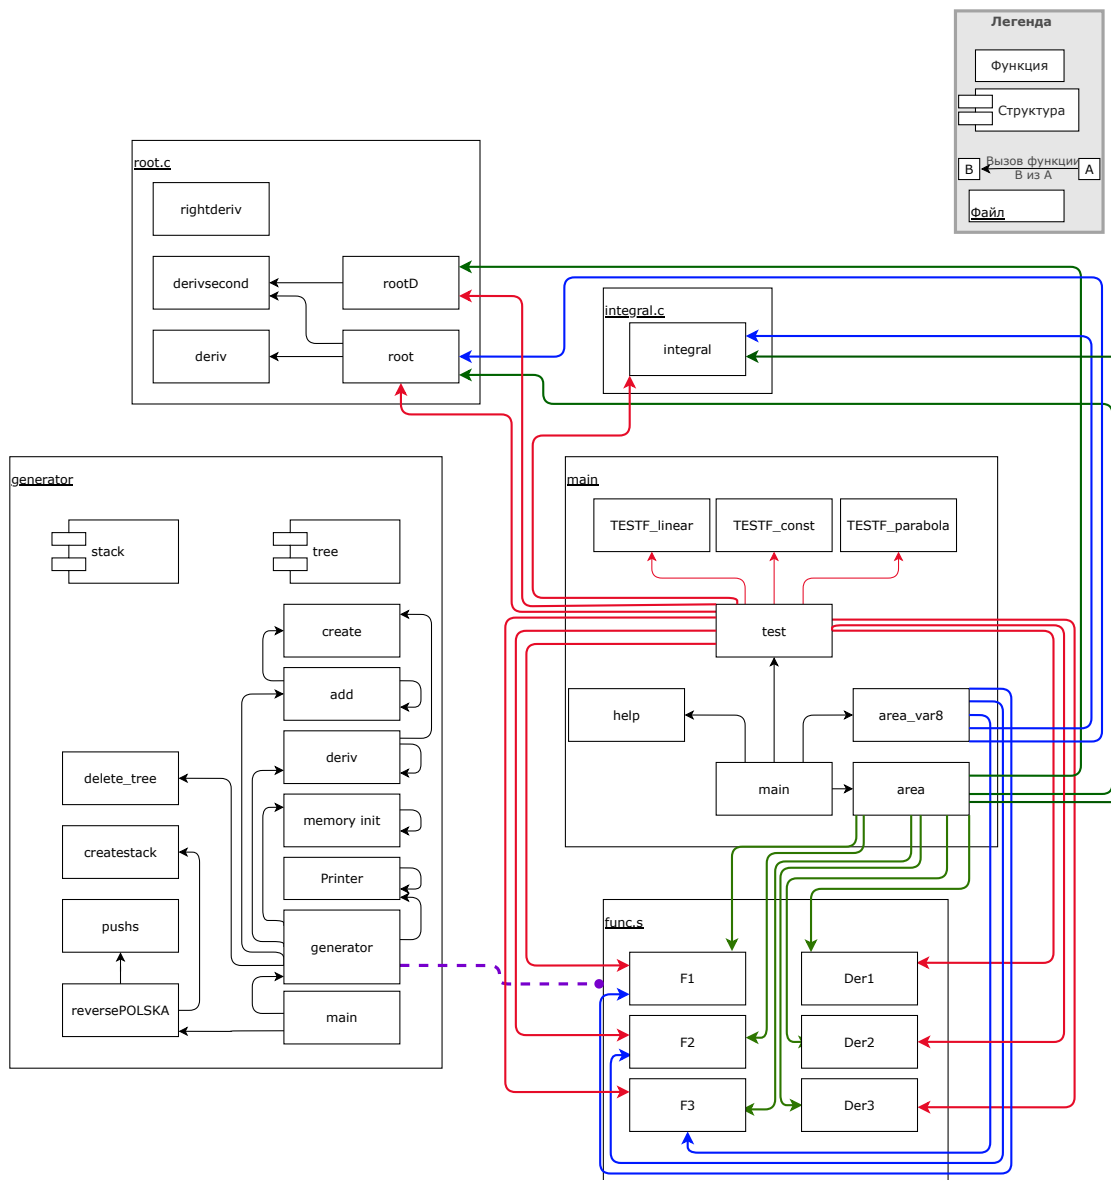 Легенда
Функция
Структура
Вызов функции
B из A
B
A
Файл
root.c
rightderiv
derivsecond
rootD
deriv
root
integral.c
integral
generator
stack
tree
create
add
deriv
delete_tree
memory init
createstack
Printer
pushs
generator
reversePOLSKA
main
main
TESTF_linear
TESTF_const
TESTF_parabola
test
help
area_var8
main
area
func.s
F1
Der1
F2
Der2
F3
Der3